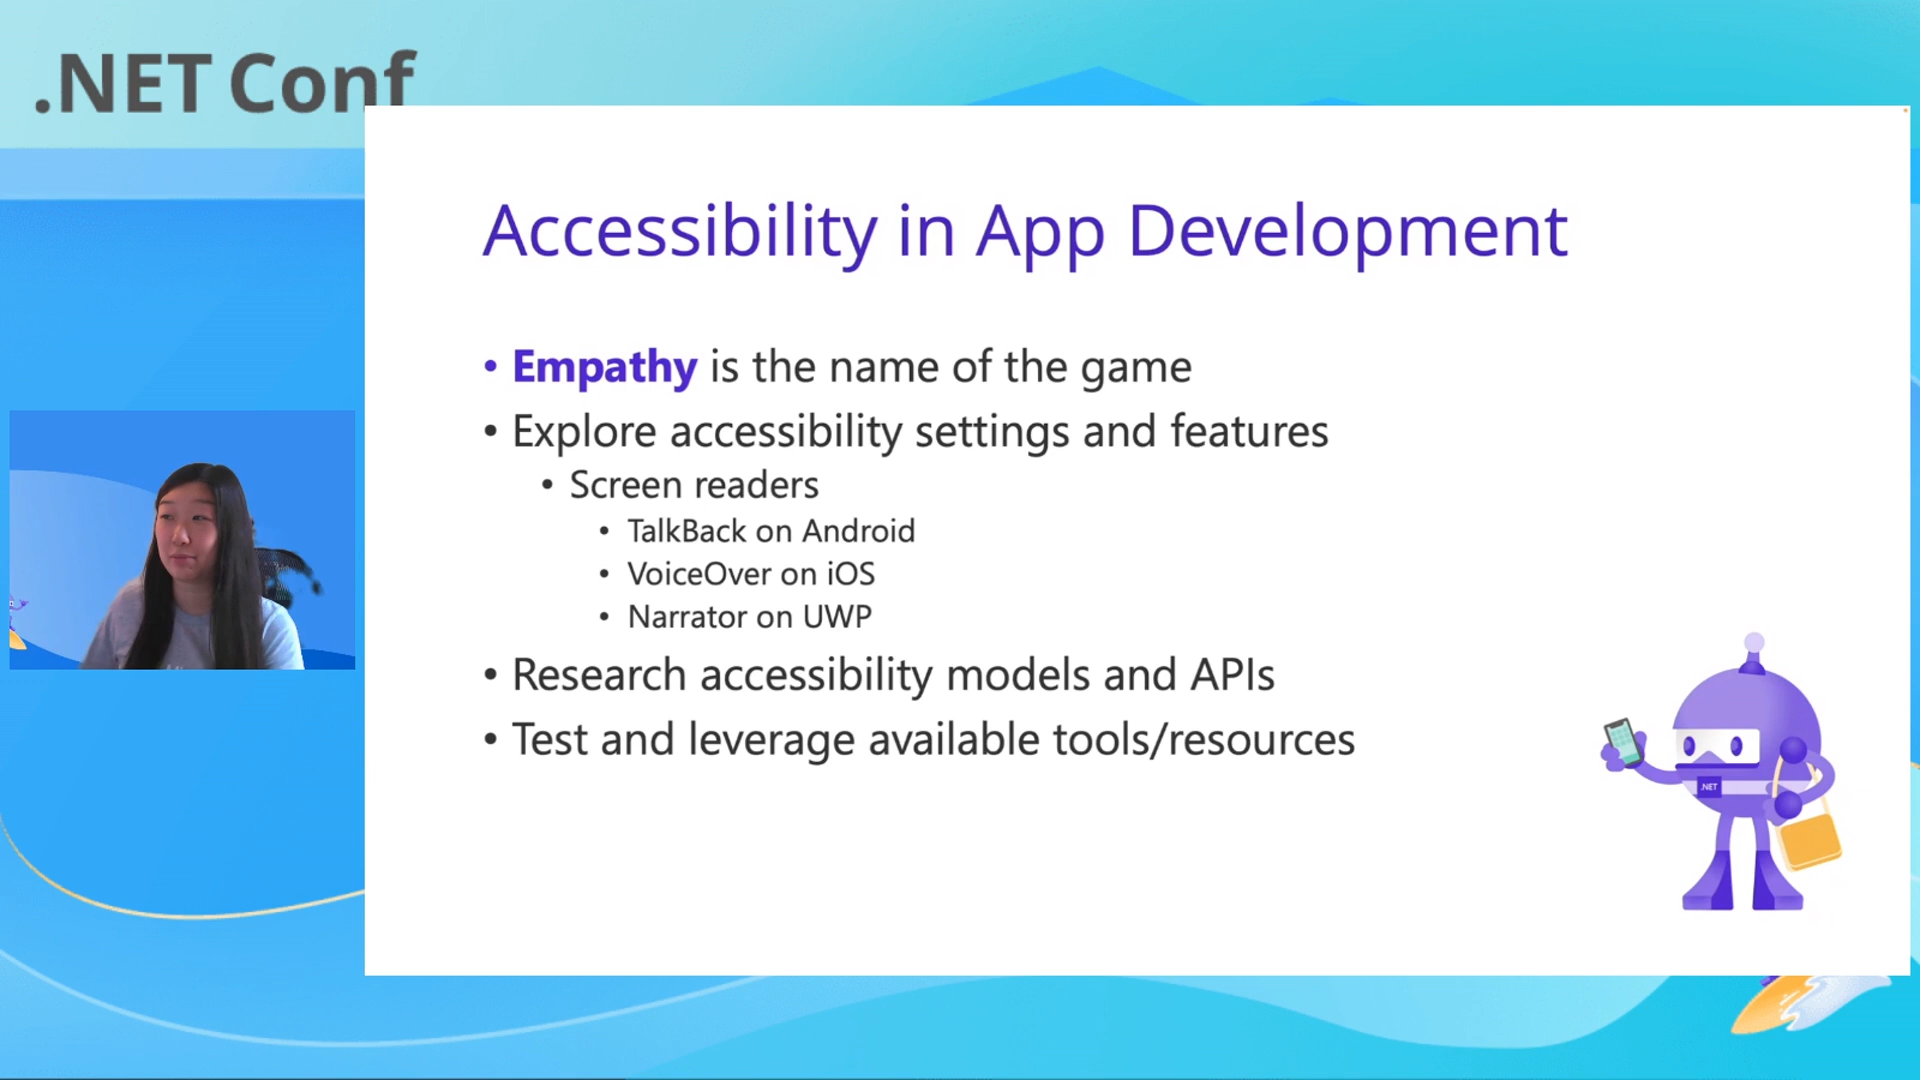 .NET Conf
Accessibility in App Development
• Empathy is the name of the game
• Explore accessibility settings and features
• Screen readers
• TalkBack on Android
• VoiceOver on iOS
• Narrator on UWP
• Research accessibility models and APIs
• Test and leverage available tools/resources
.NET